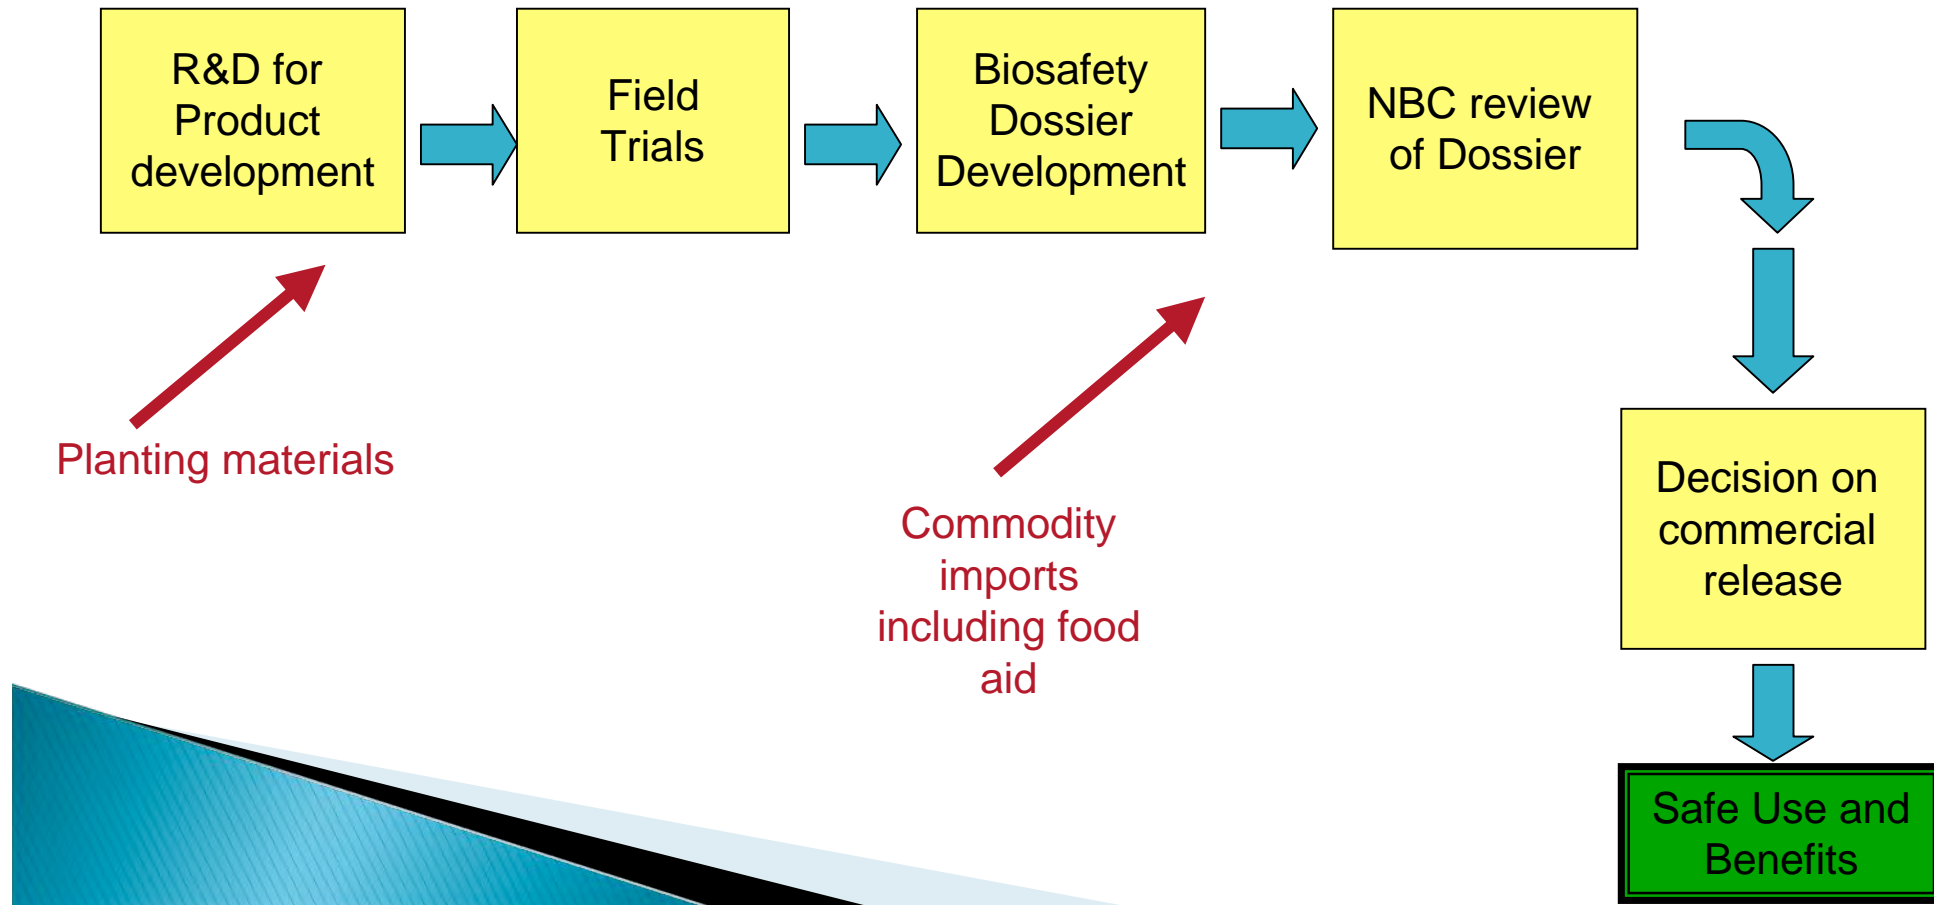 R&D for
Product
development
Field
Trials
Biosafety
Dossier
Development
NBC review
of Dossier
Planting materials
Commodity
imports
including food
aid
Decision on
commercial
release
Safe Use and
Benefits